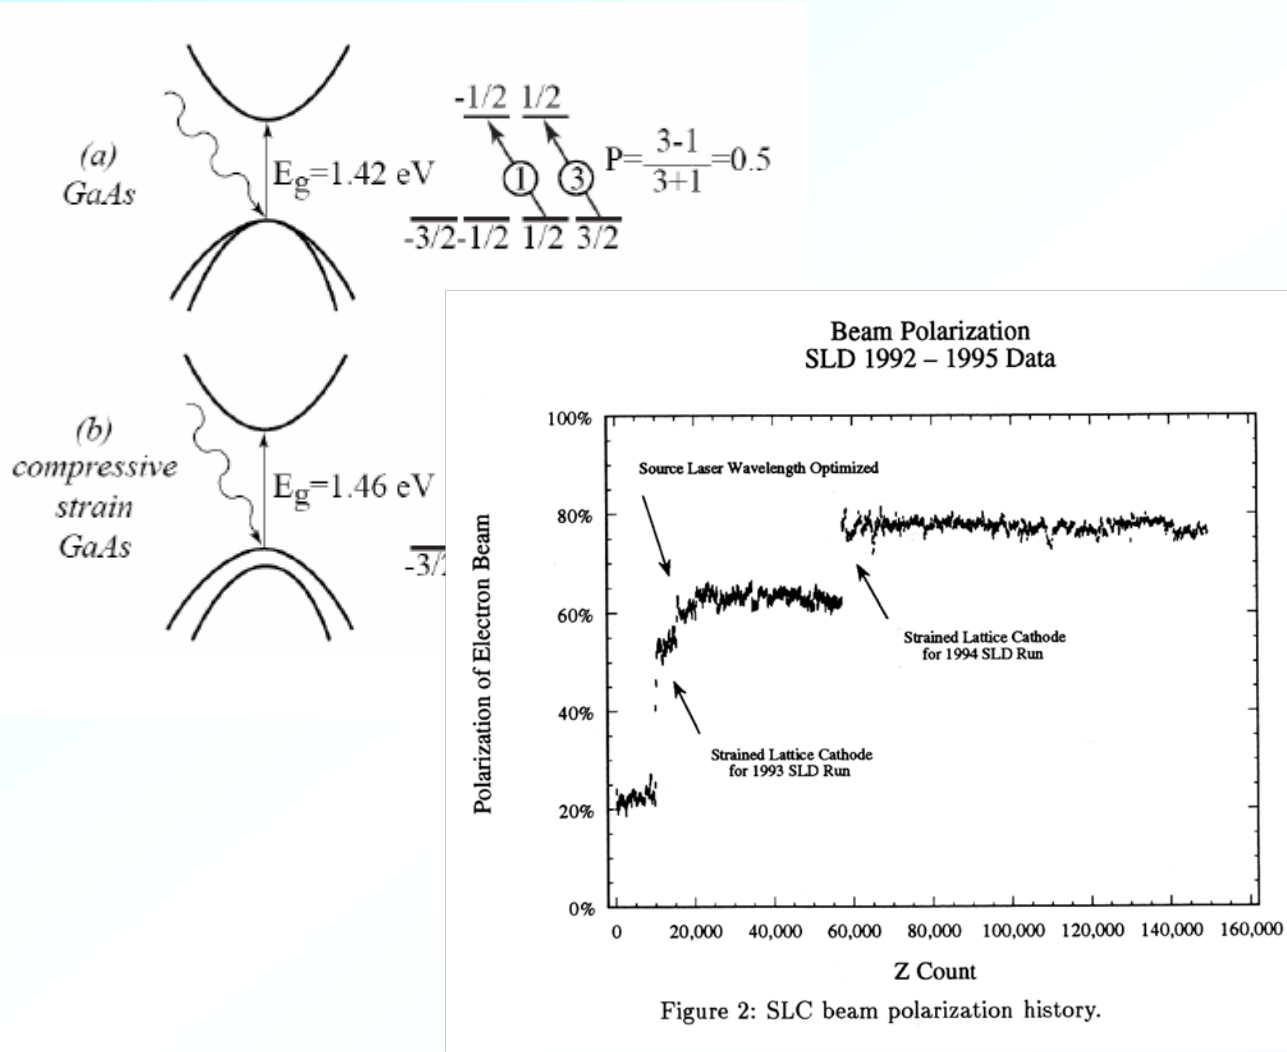 (a)
GaAs
E_g=1.42 eV
-1/2 1/2
1 3
-3/2 -1/2 1/2 3/2
P= 3-1 / 3+1 =0.5
(b)
compressive
strain
GaAs
E_g=1.46 eV
Beam Polarization
SLD 1992 – 1995 Data
Polarization of Electron Beam
100%
80%
60%
40%
20%
0%
Source Laser Wavelength Optimized
Strained Lattice Cathode
for 1994 SLD Run
Strained Lattice Cathode
for 1993 SLD Run
0 20,000 40,000 60,000 80,000 100,000 120,000 140,000 160,000
Z Count
Figure 2: SLC beam polarization history.